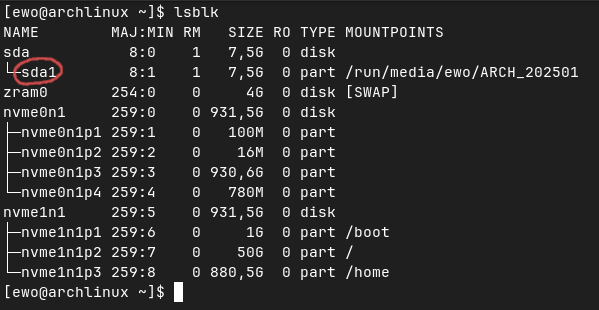 [ewo@archlinux ~]$ lsblk
NAME        MAJ:MIN RM   SIZE RO TYPE MOUNTPOINTS
sda           8:0    1   7,5G  0 disk
└─sda1        8:1    1   7,5G  0 part /run/media/ewo/ARCH_202501
zram0       254:0    0     4G  0 disk [SWAP]
nvme0n1     259:0    0 931,5G  0 disk
├─nvme0n1p1 259:1    0   100M  0 part
├─nvme0n1p2 259:2    0    16M  0 part
├─nvme0n1p3 259:3    0 930,6G  0 part
└─nvme0n1p4 259:4    0   780M  0 part
nvme1n1     259:5    0 931,5G  0 disk
├─nvme1n1p1 259:6    0     1G  0 part /boot
├─nvme1n1p2 259:7    0    50G  0 part /
└─nvme1n1p3 259:8    0 880,5G  0 part /home
[ewo@archlinux ~]$